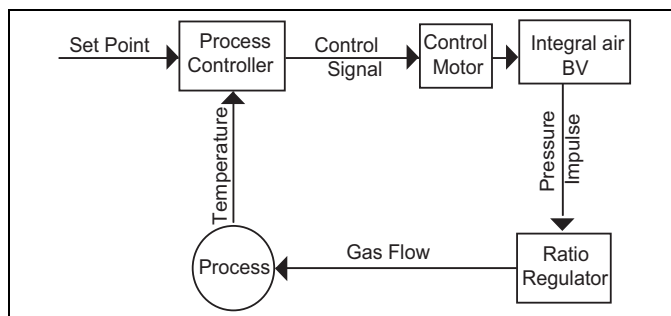 Set Point
Process
Controller
Control
Signal
Control
Motor
Integral air
BV
Pressure
Impulse
Temperature
Process
Gas Flow
Ratio
Regulator